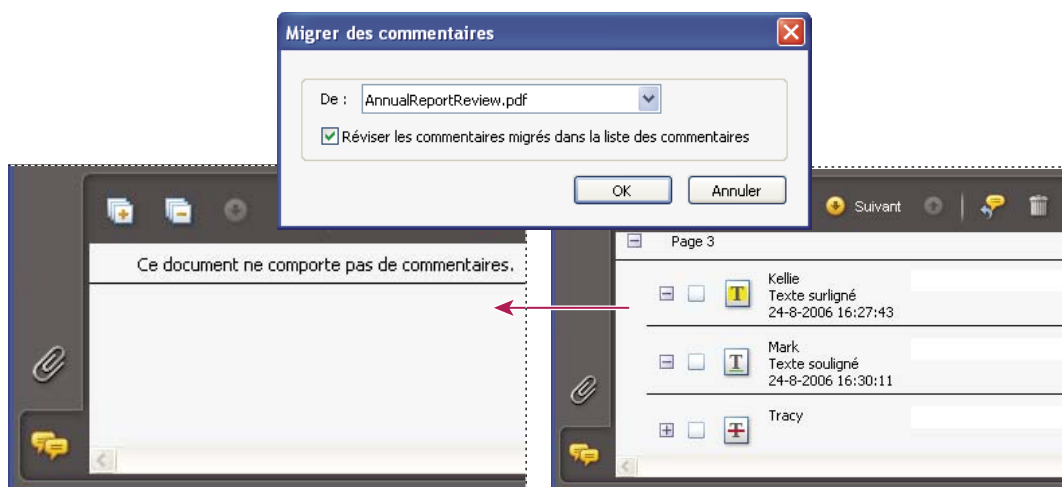 Migrer des commentaires
De : AnnualReportReview.pdf
Réviser les commentaires migrés dans la liste des commentaires
OK Annuler
Ce document ne comporte pas de commentaires.
Suivant
Page 3
Kellie
Texte surligné
24-8-2006 16:27:43
Mark
Texte souligné
24-8-2006 16:30:11
Tracy